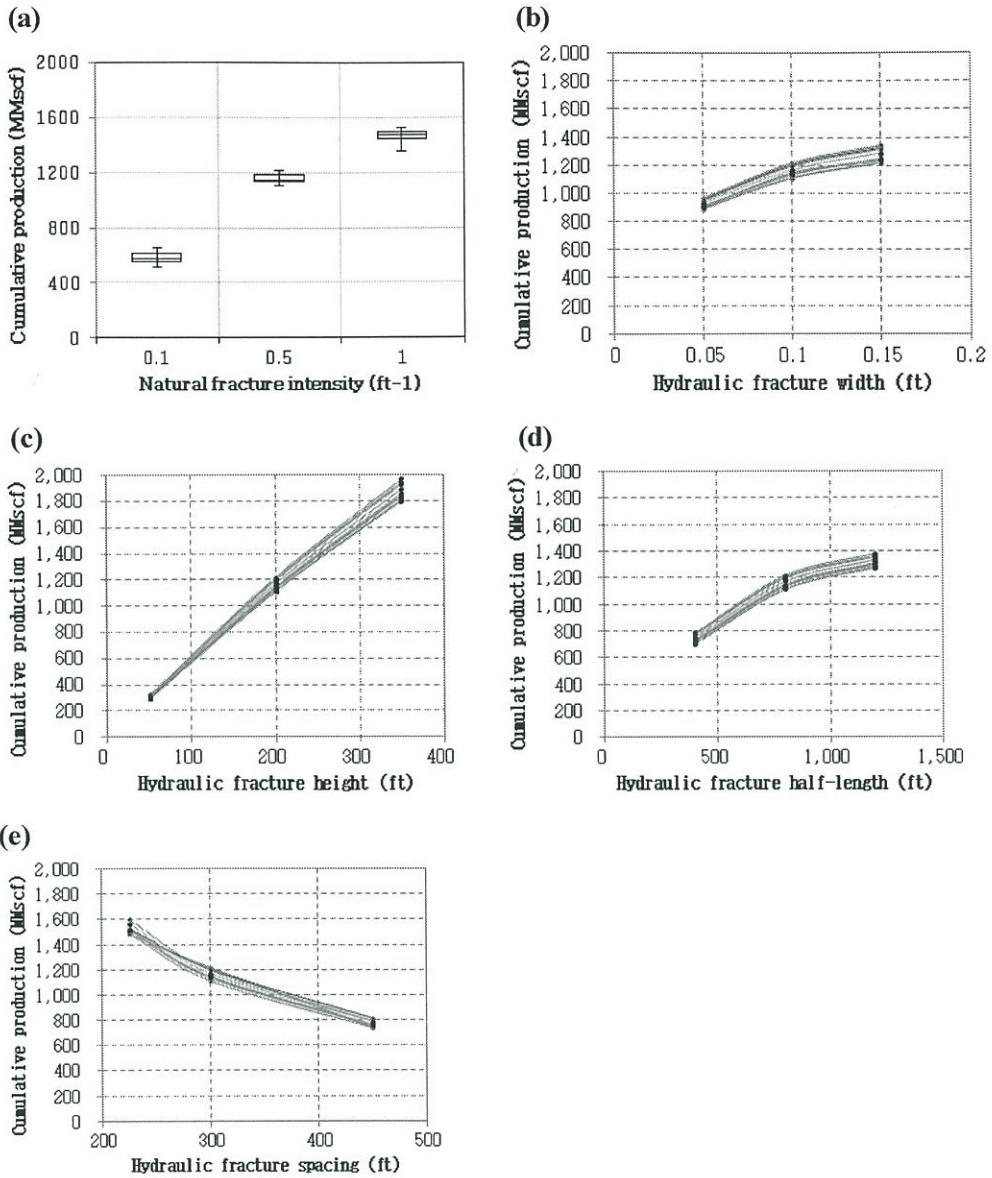 (a)
Cumulative production (MMscf)
2000
1600
1200
800
400
0
0.1 0.5 1
Natural fracture intensity (ft-1)
(b)
Cumulative production (MMscf)
2,000
1,800
1,600
1,400
1,200
1,000
800
600
400
200
0
0 0.05 0.1 0.15 0.2
Hydraulic fracture width (ft)
(c)
Cumulative production (MMscf)
2,000
1,800
1,600
1,400
1,200
1,000
800
600
400
200
0
0 100 200 300 400
Hydraulic fracture height (ft)
(d)
Cumulative production (MMscf)
2,000
1,800
1,600
1,400
1,200
1,000
800
600
400
200
0
0 500 1,000 1,500
Hydraulic fracture half-length (ft)
(e)
Cumulative production (MMscf)
2,000
1,800
1,600
1,400
1,200
1,000
800
600
400
200
0
200 300 400 500
Hydraulic fracture spacing (ft)